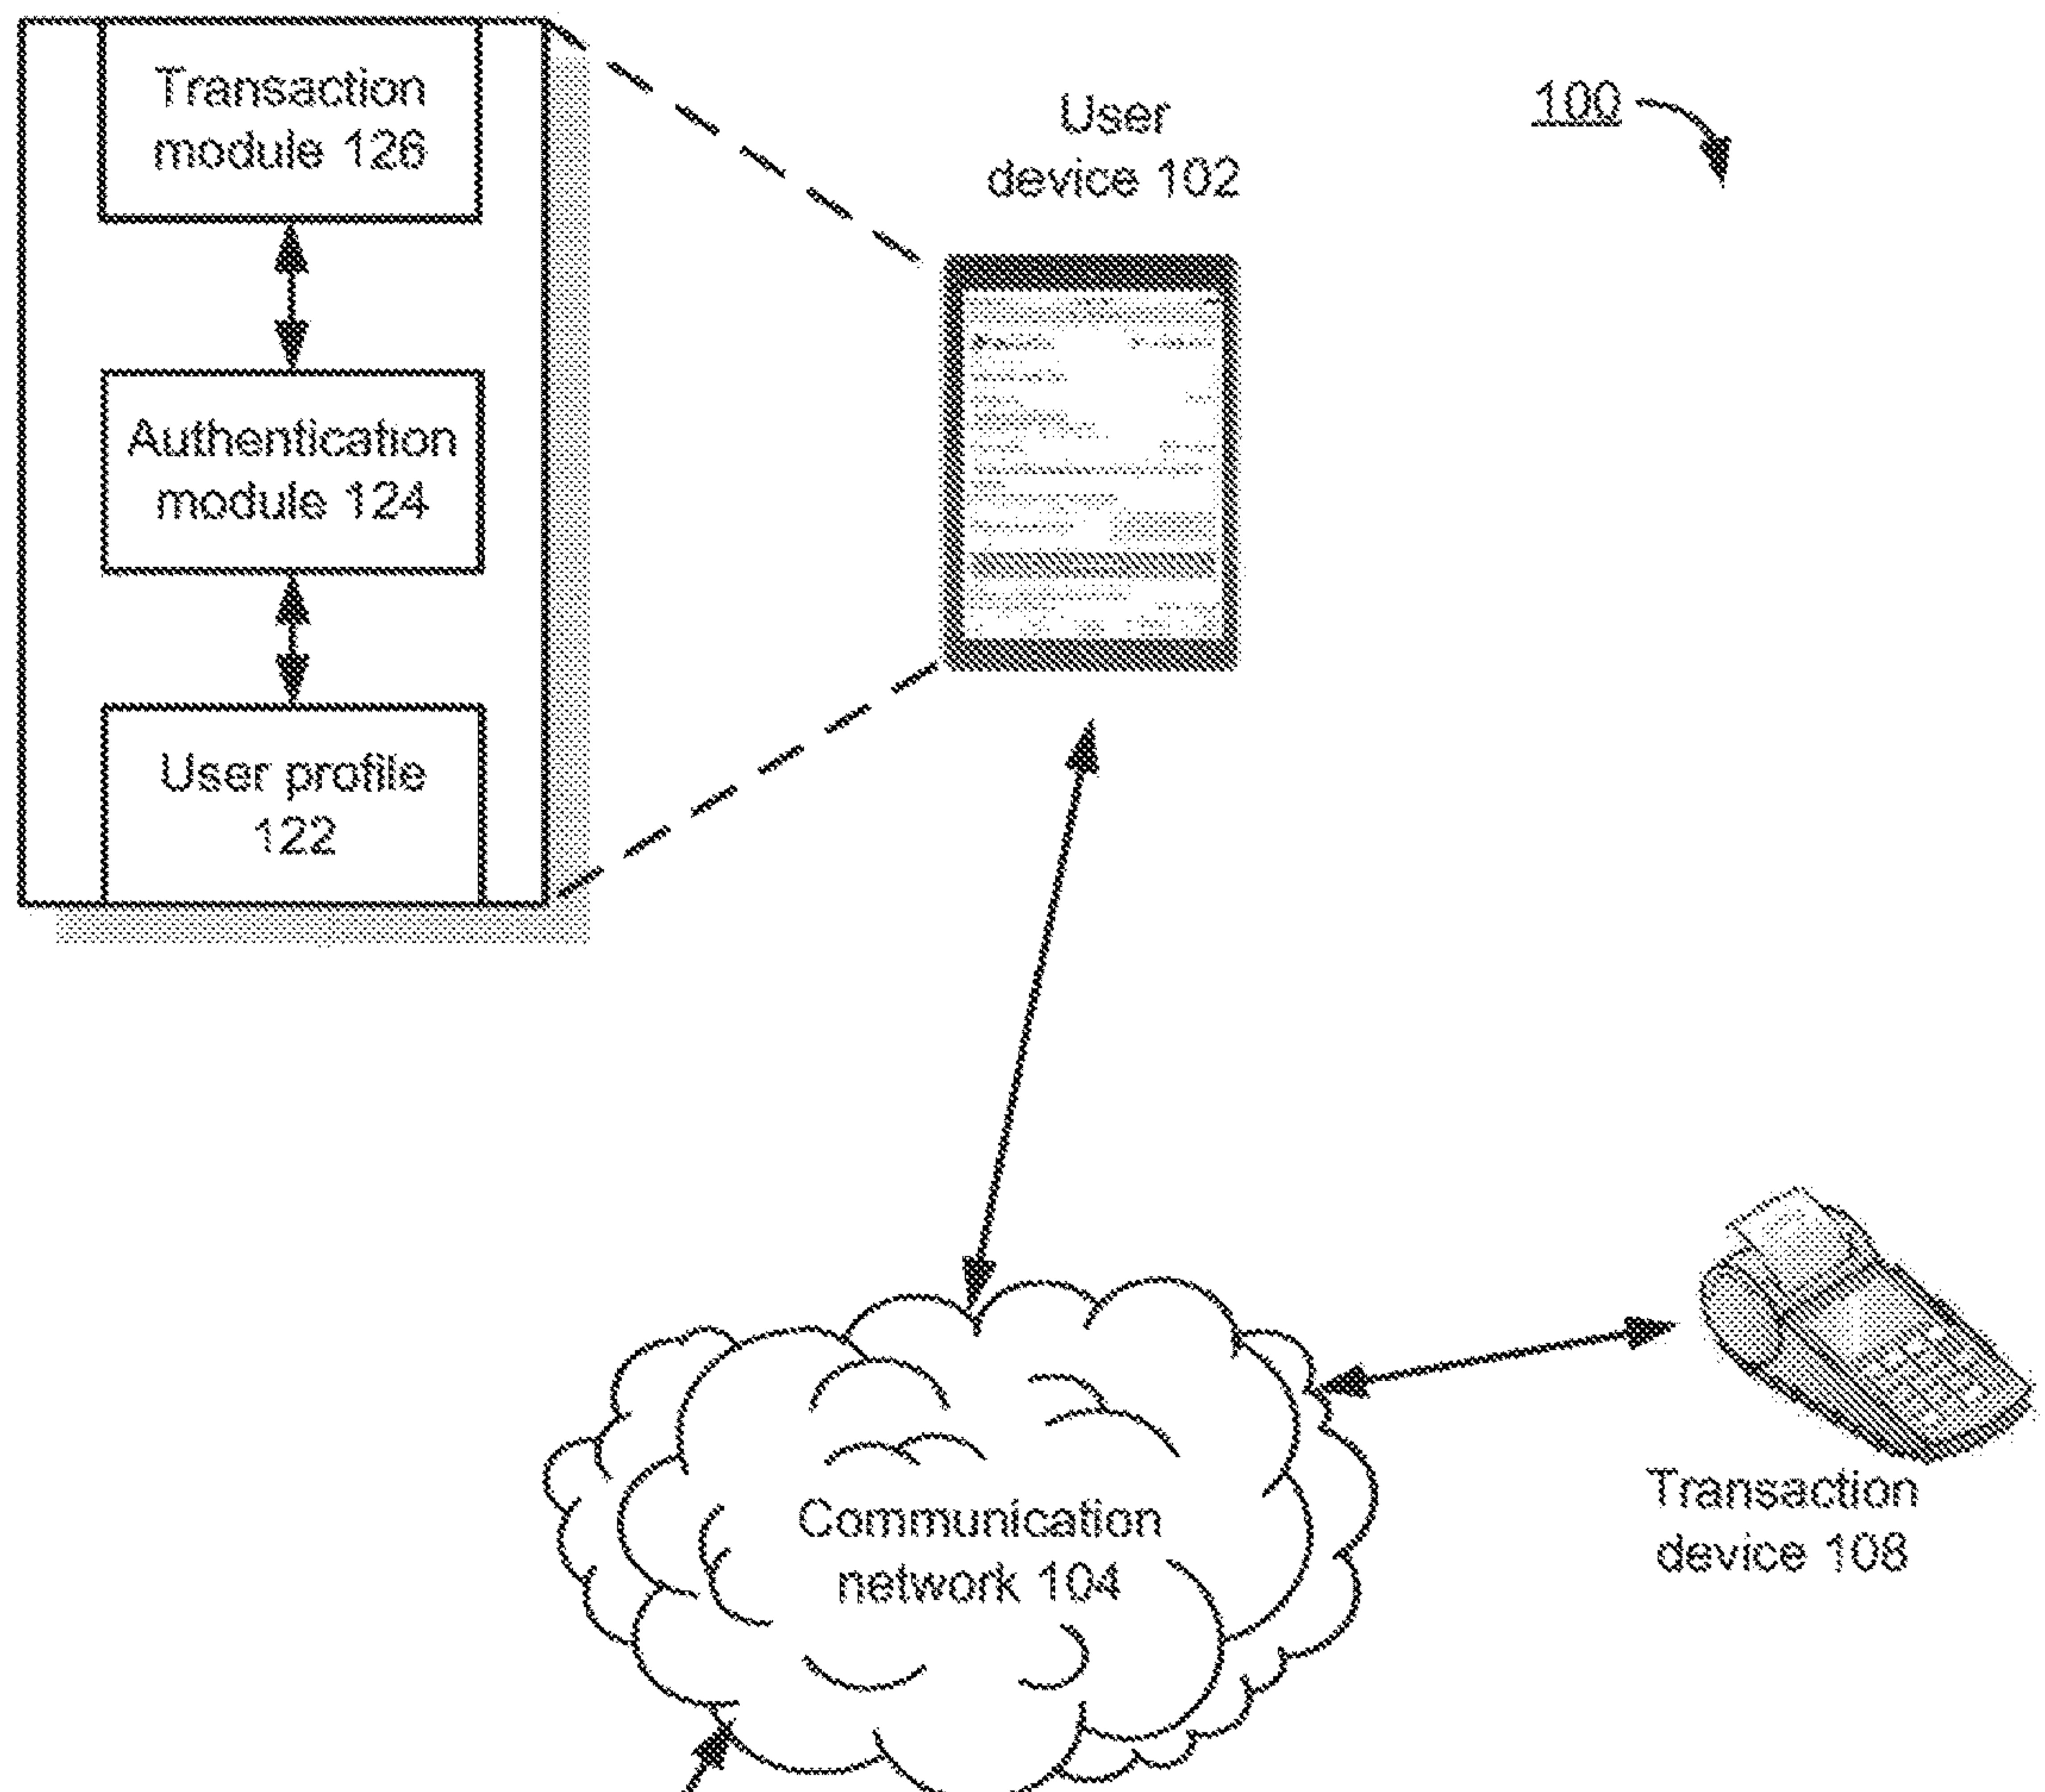 Transaction
module 126
User
device 102
100
Authentication
module 124
User profile
122
Communication
network 104
Transaction
device 108